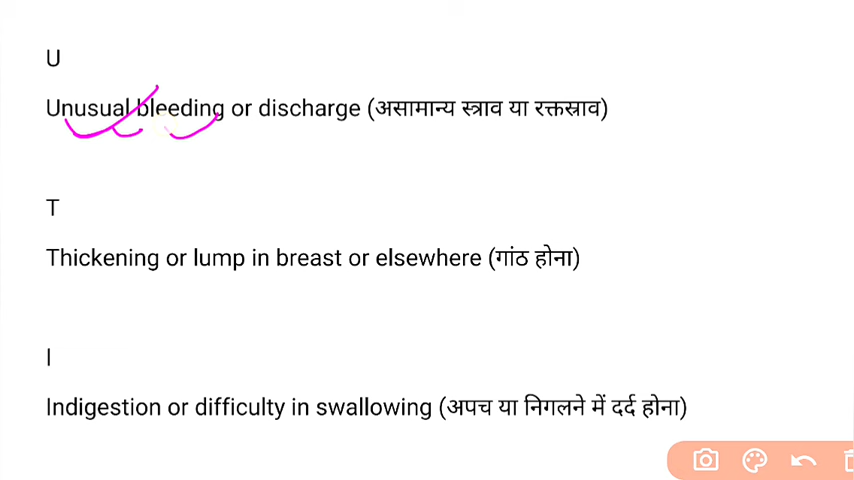 U
Unusual bleeding or discharge (असामान्य स्त्राव या रक्तस्राव)
T
Thickening or lump in breast or elsewhere (गांठ होना)
I
Indigestion or difficulty in swallowing (अपच या निगलने में दर्द होना)